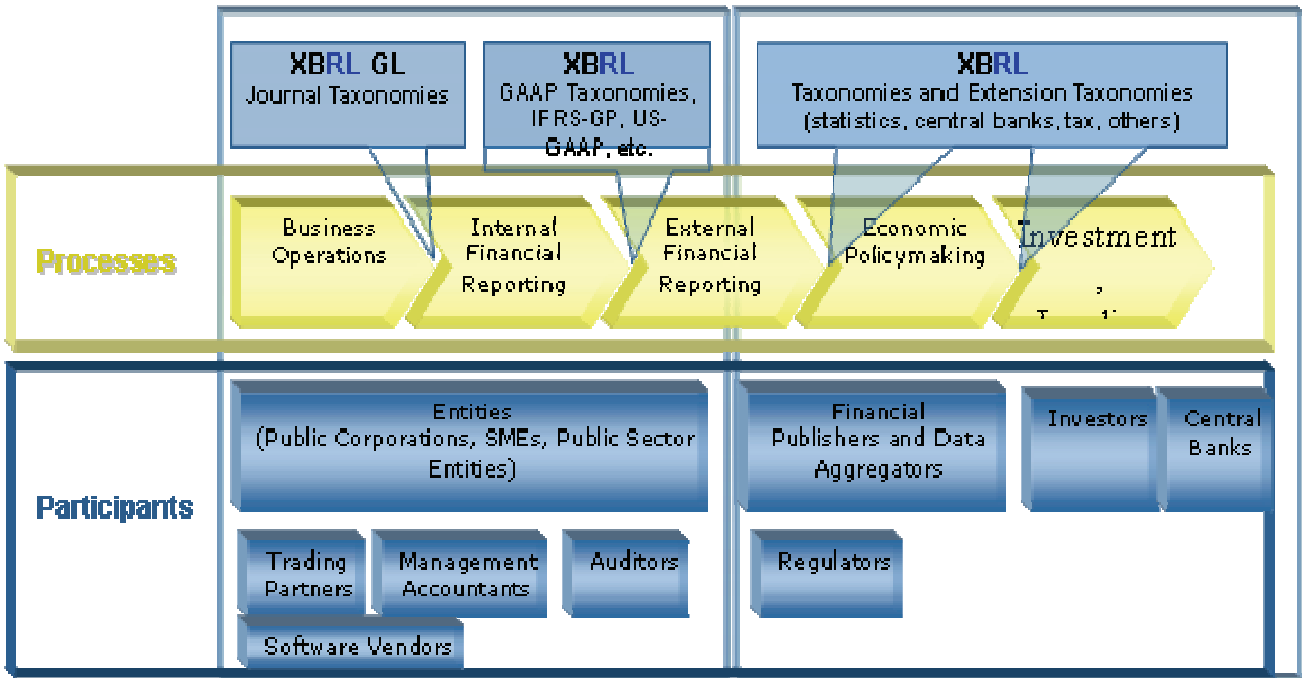 XBRL GL
Journal Taxonomies
XBRL
GAAP Taxonomies,
IFRS-GP, US-
GAAP, etc.
XBRL
Taxonomies and Extension Taxonomies
(statistics, central banks, tax, others)
Processes
Business
Operations
Internal
Financial
Reporting
External
Financial
Reporting
Economic
Policymaking
Investment
,
Participants
Entities
(Public Corporations, SMEs, Public Sector
Entities)
Financial
Publishers and Data
Aggregators
Investors
Central
Banks
Trading
Partners
Management
Accountants
Auditors
Regulators
Software Vendors